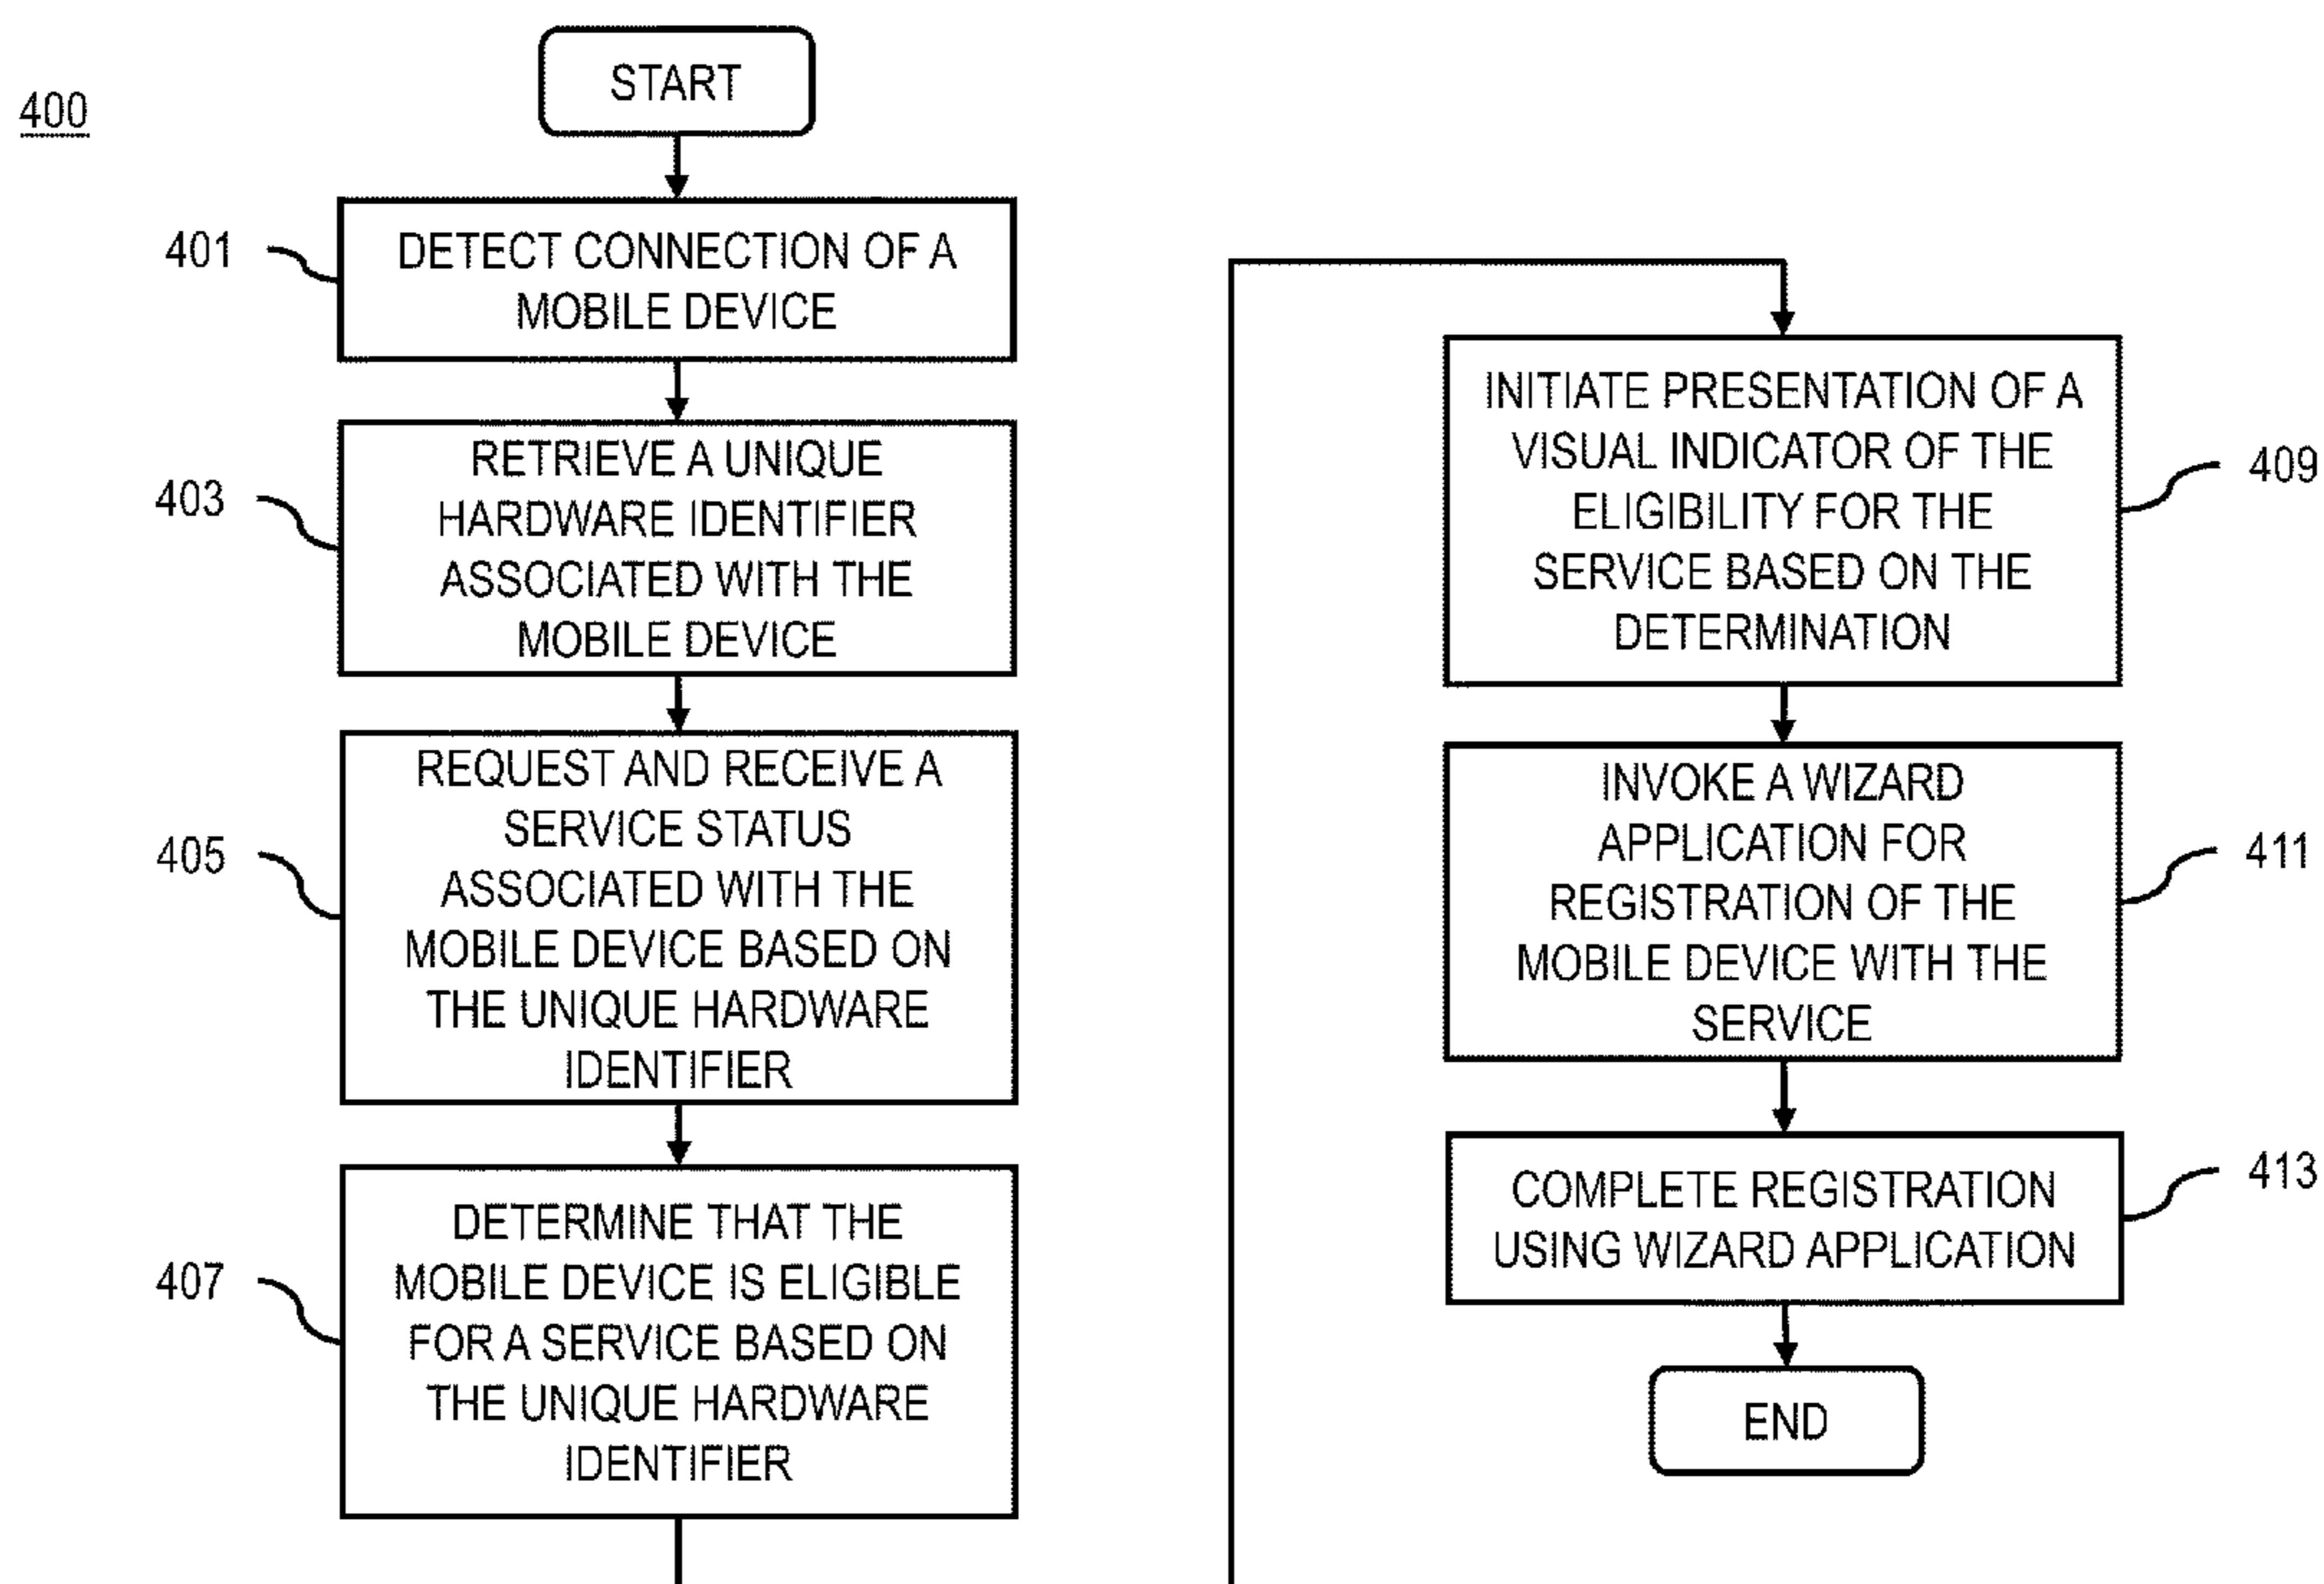 400
START
401
DETECT CONNECTION OF A
MOBILE DEVICE
403
RETRIEVE A UNIQUE
HARDWARE IDENTIFIER
ASSOCIATED WITH THE
MOBILE DEVICE
405
REQUEST AND RECEIVE A
SERVICE STATUS
ASSOCIATED WITH THE
MOBILE DEVICE BASED ON
THE UNIQUE HARDWARE
IDENTIFIER
407
DETERMINE THAT THE
MOBILE DEVICE IS ELIGIBLE
FOR A SERVICE BASED ON
THE UNIQUE HARDWARE
IDENTIFIER
INITIATE PRESENTATION OF A
VISUAL INDICATOR OF THE
ELIGIBILITY FOR THE
SERVICE BASED ON THE
DETERMINATION
409
INVOKE A WIZARD
APPLICATION FOR
REGISTRATION OF THE
MOBILE DEVICE WITH THE
SERVICE
411
COMPLETE REGISTRATION
USING WIZARD APPLICATION
413
END